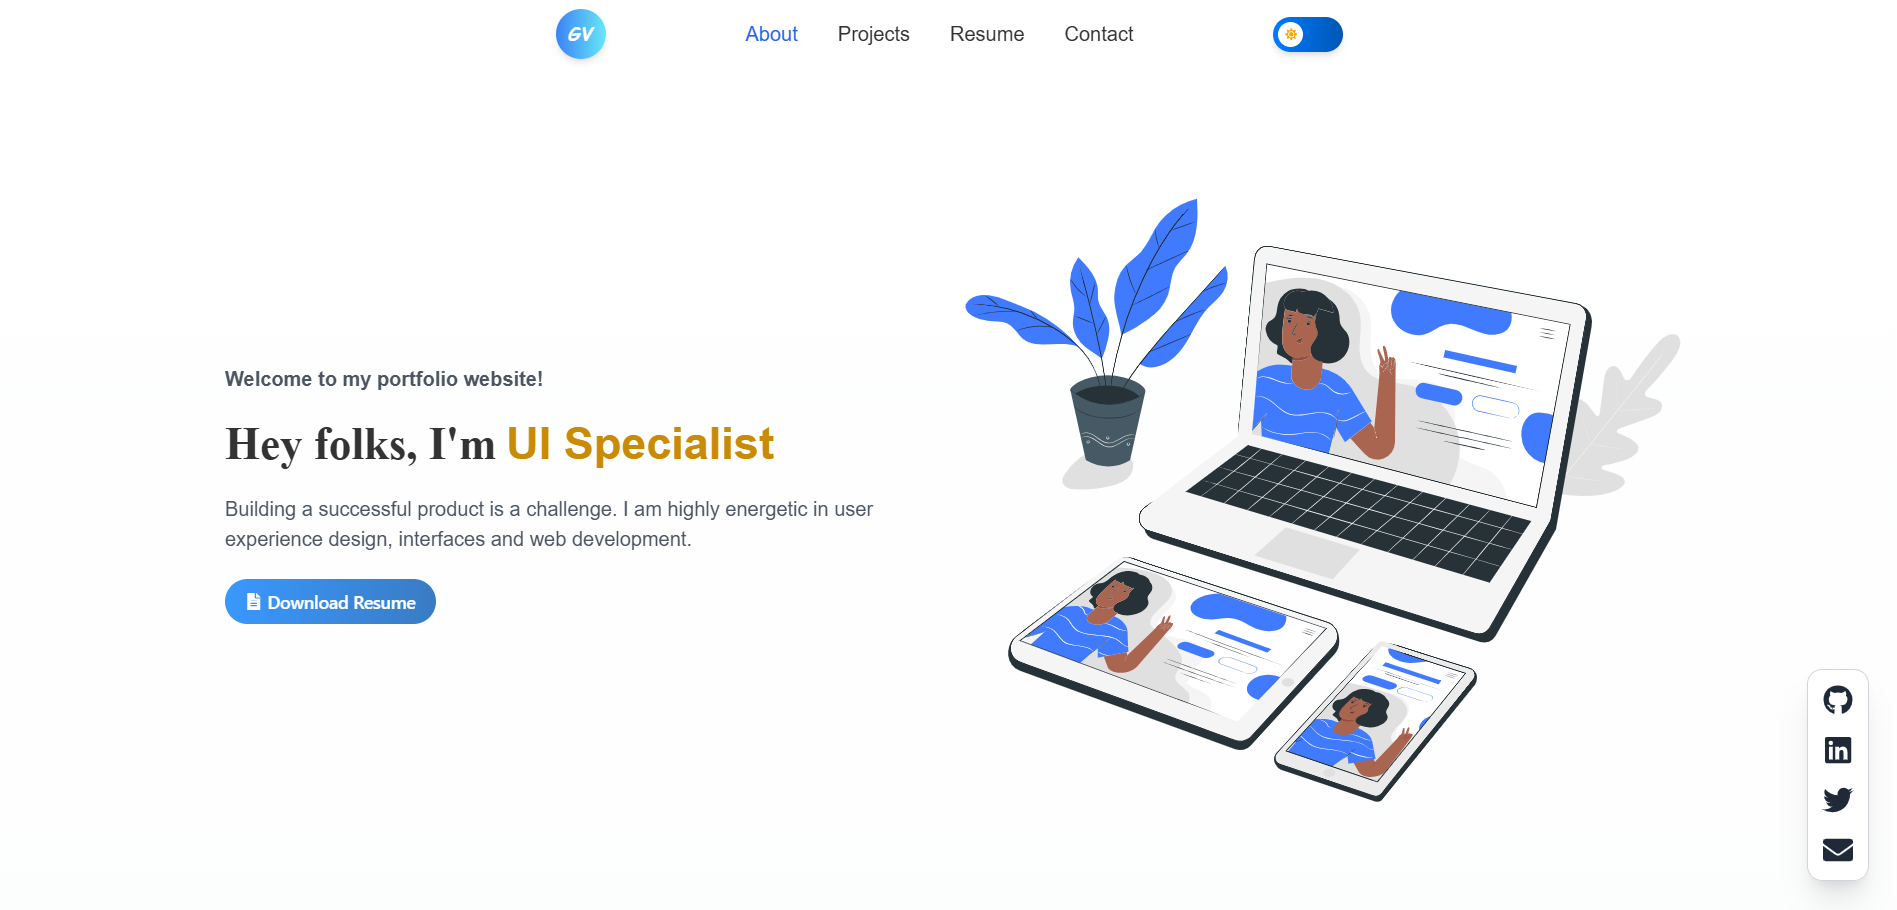 GV
About
Projects
Resume
Contact
Welcome to my portfolio website!
Hey folks, I'm UI Specialist
Building a successful product is a challenge. I am highly energetic in user
experience design, interfaces and web development.
Download Resume
in